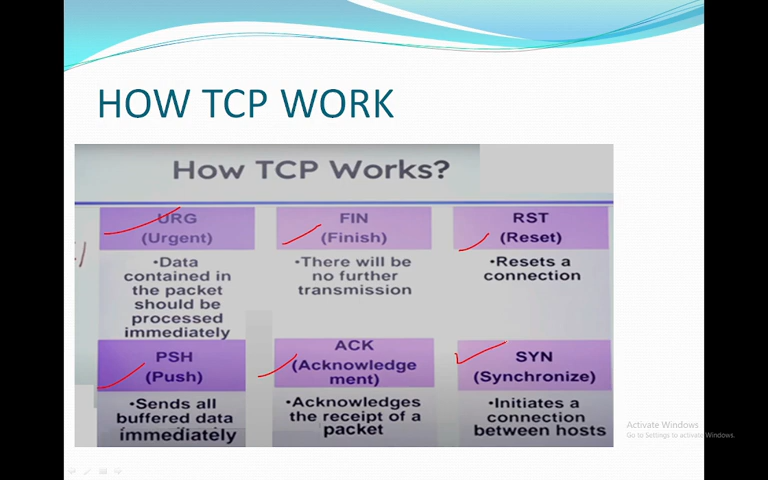 HOW TCP WORK
How TCP Works?
URG
(Urgent)
•Data
contained in
the packet
should be
processed
immediately
FIN
(Finish)
•There will be
no further
transmission
RST
(Reset)
•Resets a
connection
PSH
(Push)
•Sends all
buffered data
immediately
ACK
(Acknowledge
ment)
•Acknowledges
the receipt of a
packet
SYN
(Synchronize)
•Initiates a
connection
between hosts
Activate Windows
Go to Settings to activate Windows.